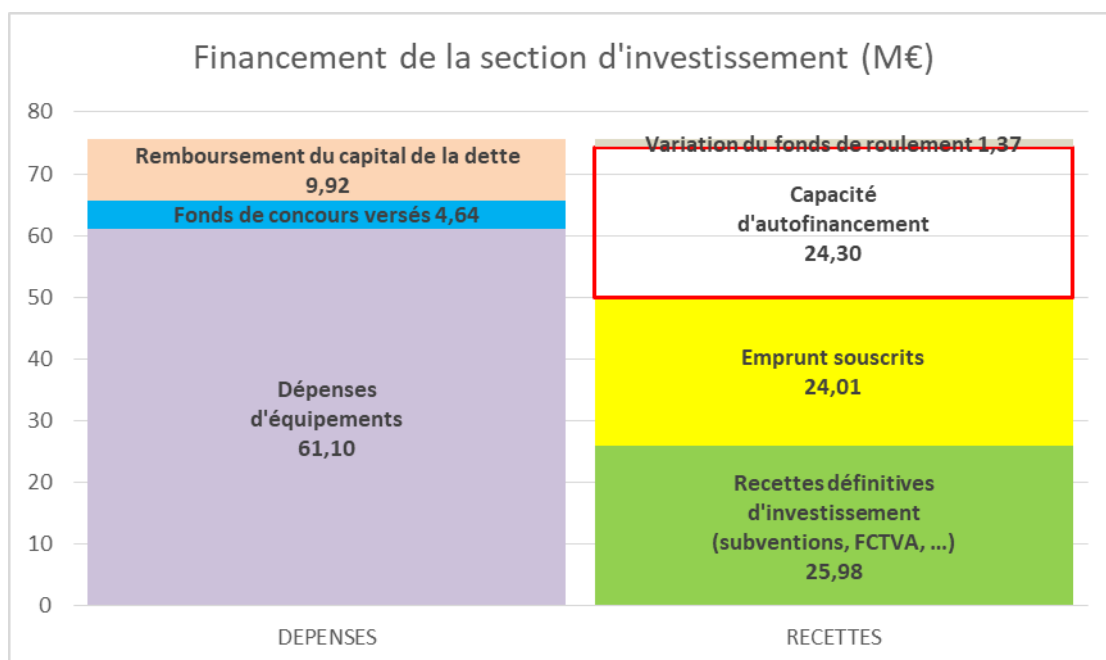 Financement de la section d'investissement (M€)
80
70
60
50
40
30
20
10
0
Remboursement du capital de la dette
9,92
Fonds de concours versés 4,64
Dépenses
d'équipements
61,10
Variation du fonds de roulement 1,37
Capacité
d'autofinancement
24,30
Emprunt souscrits
24,01
Recettes définitives
d'investissement
(subventions, FCTVA, ...)
25,98
DEPENSES
RECETTES